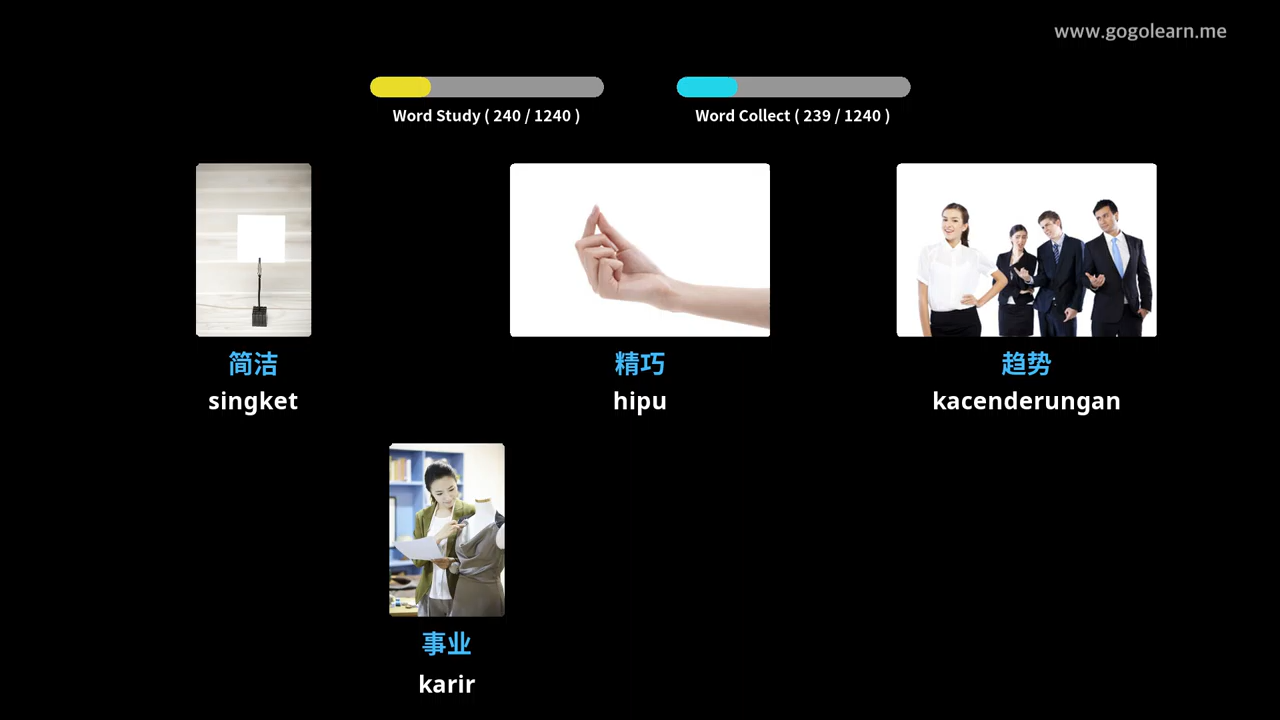 www.gogolearn.me
Word Study ( 240 / 1240 )
Word Collect ( 239 / 1240 )
简洁
singket
精巧
hipu
趋势
kacenderungan
事业
karir